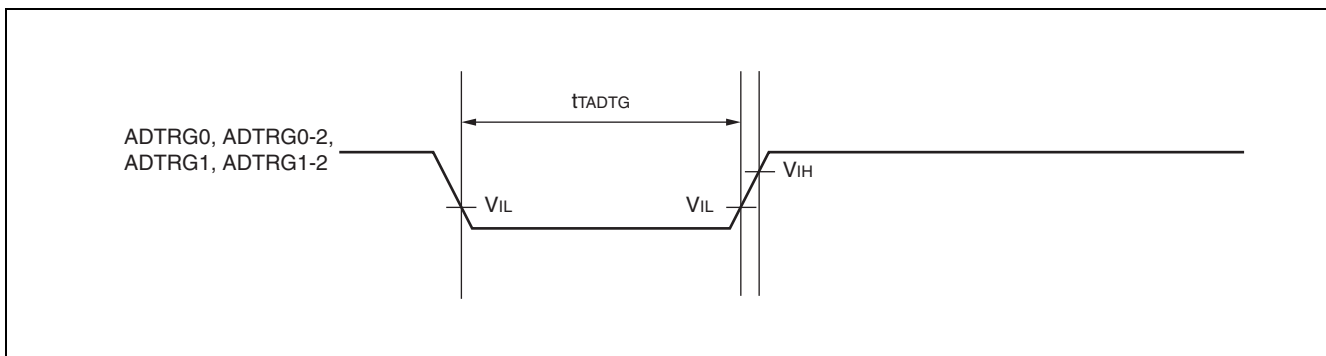 tTADTG
ADTRG0, ADTRG0-2,
ADTRG1, ADTRG1-2
VIH
VIL
VIL